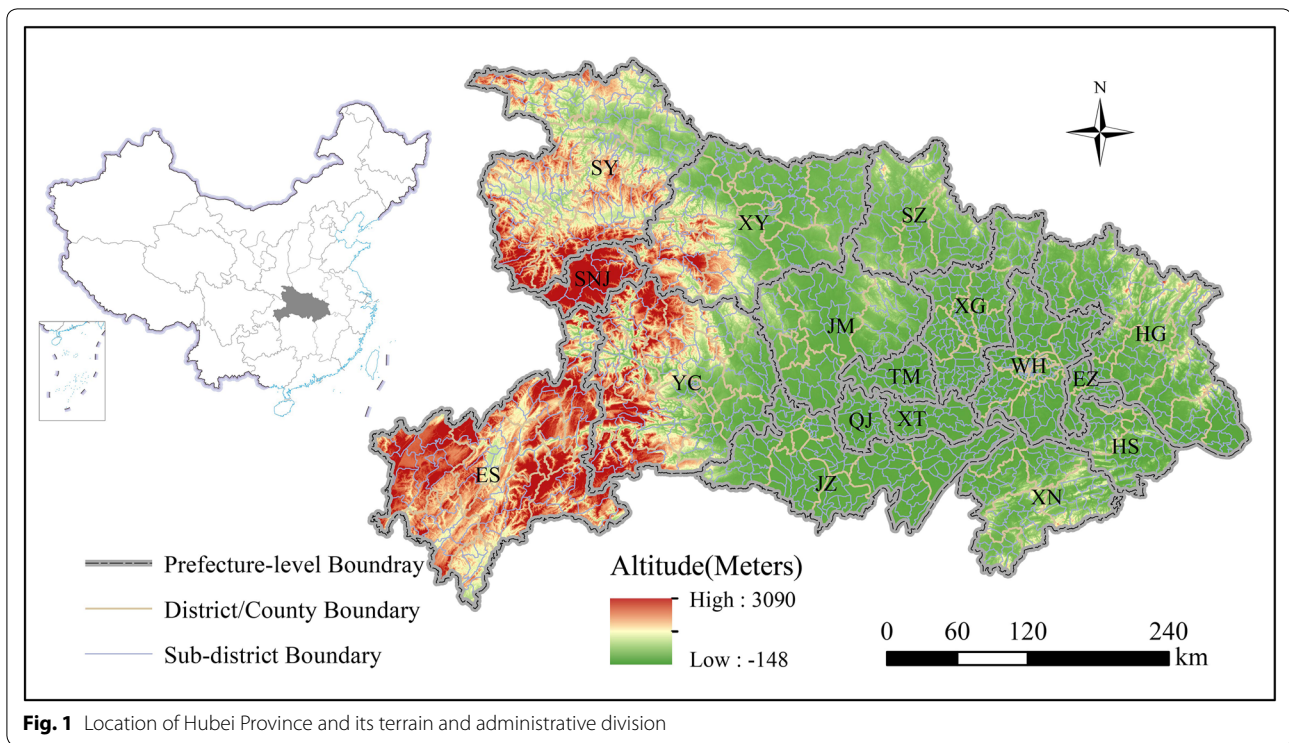 N
SY
XY
SZ
SNJ
XG
JM
HG
WH
TM
EZ
YC
QJ
XT
HS
ES
JZ
XN
Prefecture-level Boundray
District/County Boundary
Sub-district Boundary
Altitude(Meters)
High : 3090
Low : -148
0 60 120 240
km
Fig. 1 Location of Hubei Province and its terrain and administrative division